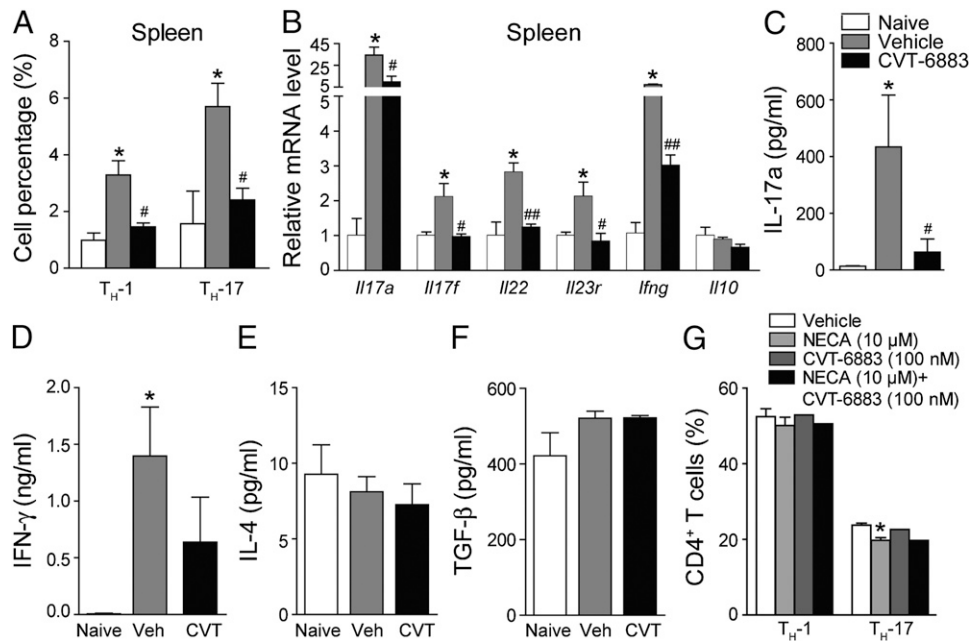 A
Spleen
Cell percentage (%)
8
6
4
2
0
*
#
*
#
T_H-1
T_H-17
B
Spleen
Relative mRNA level
45
25
5
4
3
2
1
0
*
#
*
#
*
##
*
#
*
##
Il17a
Il17f
Il22
Il23r
Ifng
Il10
C
Naive
Vehicle
CVT-6883
IL-17a (pg/ml)
800
600
400
200
0
*
#
D
IFN-γ (ng/ml)
2.0
1.5
1.0
0.5
0.0
*
Naive Veh CVT
E
IL-4 (pg/ml)
15
10
5
0
Naive Veh CVT
F
TGF-β (pg/ml)
600
400
200
0
Naive Veh CVT
G
Vehicle
NECA (10 µM)
CVT-6883 (100 nM)
NECA (10 µM)+
CVT-6883 (100 nM)
CD4⁺ T cells (%)
60
40
20
0
*
T_H-1
T_H-17